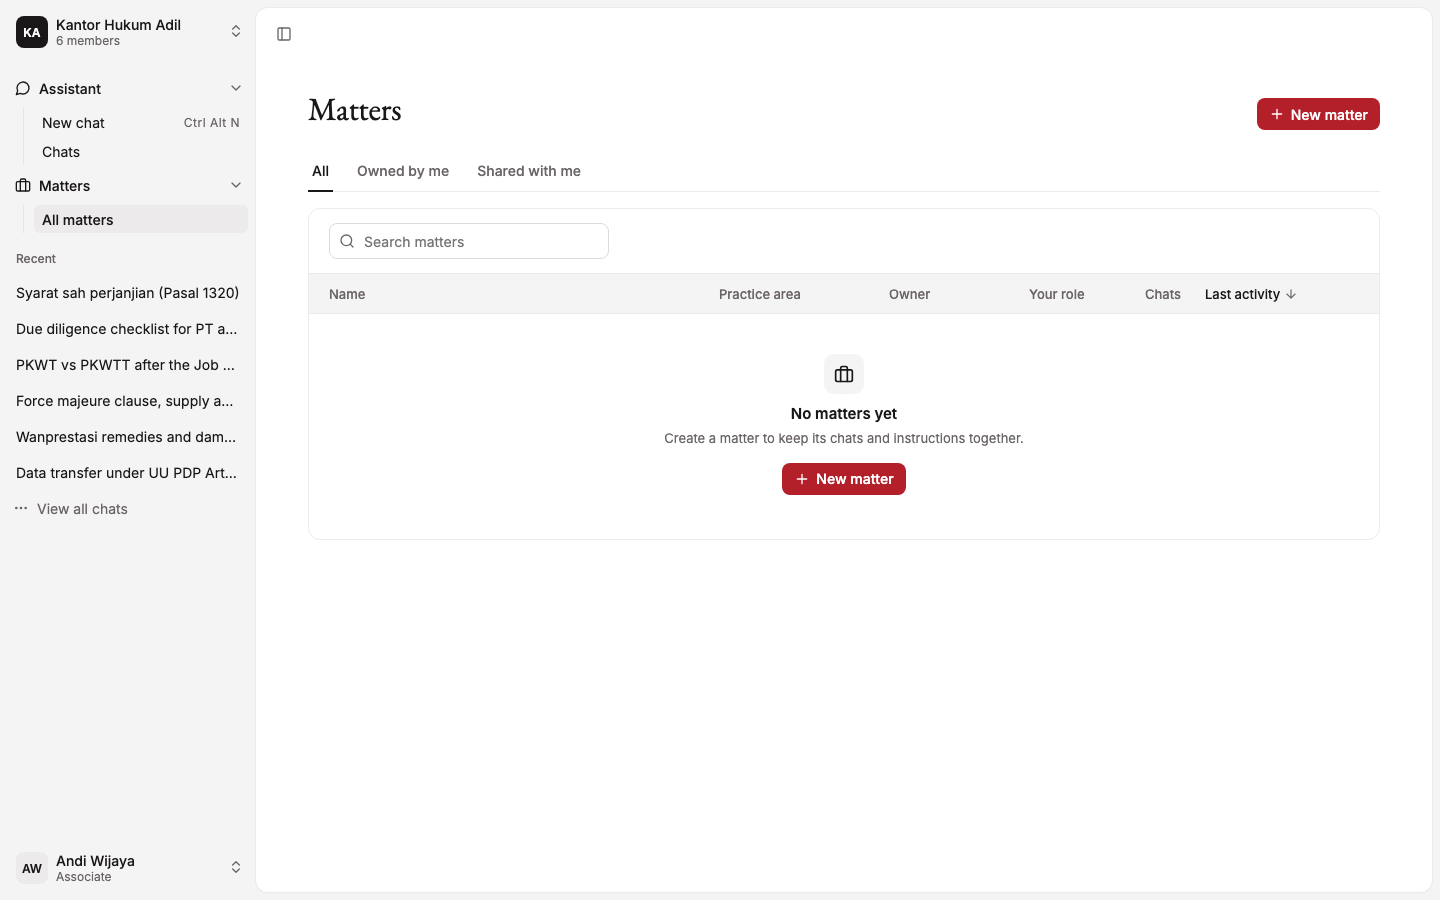 KA
Kantor Hukum Adil
6 members
Assistant
New chat
Ctrl Alt N
Chats
Matters
All matters
Recent
Syarat sah perjanjian (Pasal 1320)
Due diligence checklist for PT a...
PKWT vs PKWTT after the Job ...
Force majeure clause, supply a...
Wanprestasi remedies and dam...
Data transfer under UU PDP Art...
View all chats
AW
Andi Wijaya
Associate
Matters
New matter
All
Owned by me
Shared with me
Search matters
Name
Practice area
Owner
Your role
Chats
Last activity
No matters yet
Create a matter to keep its chats and instructions together.
New matter